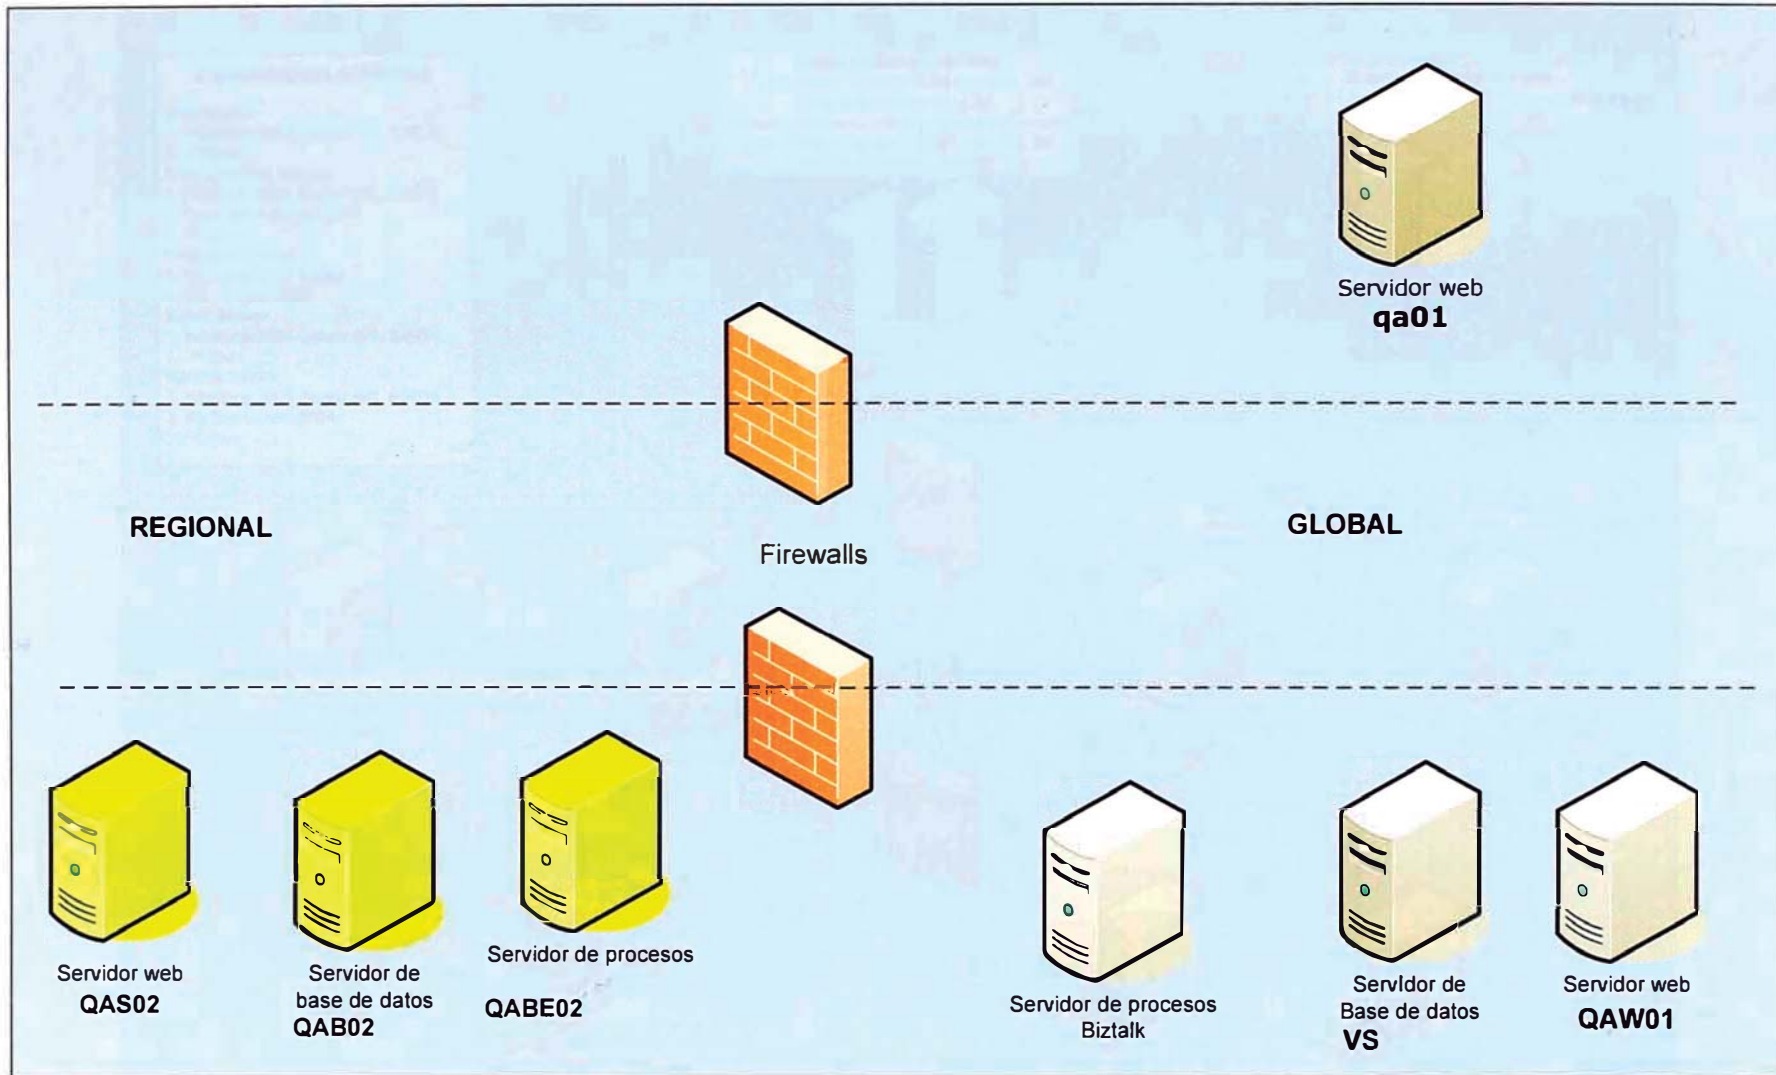 Servidor web
qa01
REGIONAL
GLOBAL
Firewalls
Servidor web
QAS02
Servidor de
base de datos
QAB02
Servidor de procesos
QABE02
Servidor de procesos
Biztalk
Servidor de
Base de datos
VS
Servidor web
QAW01